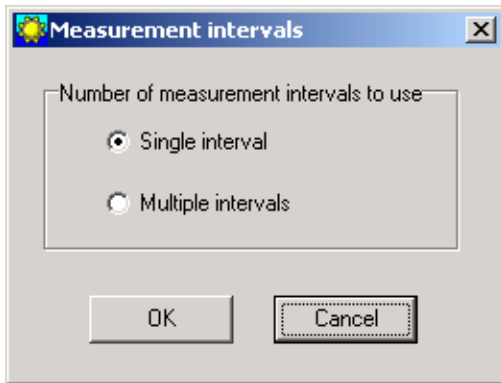 Measurement intervals
Number of measurement intervals to use
Single interval
Multiple intervals
OK Cancel